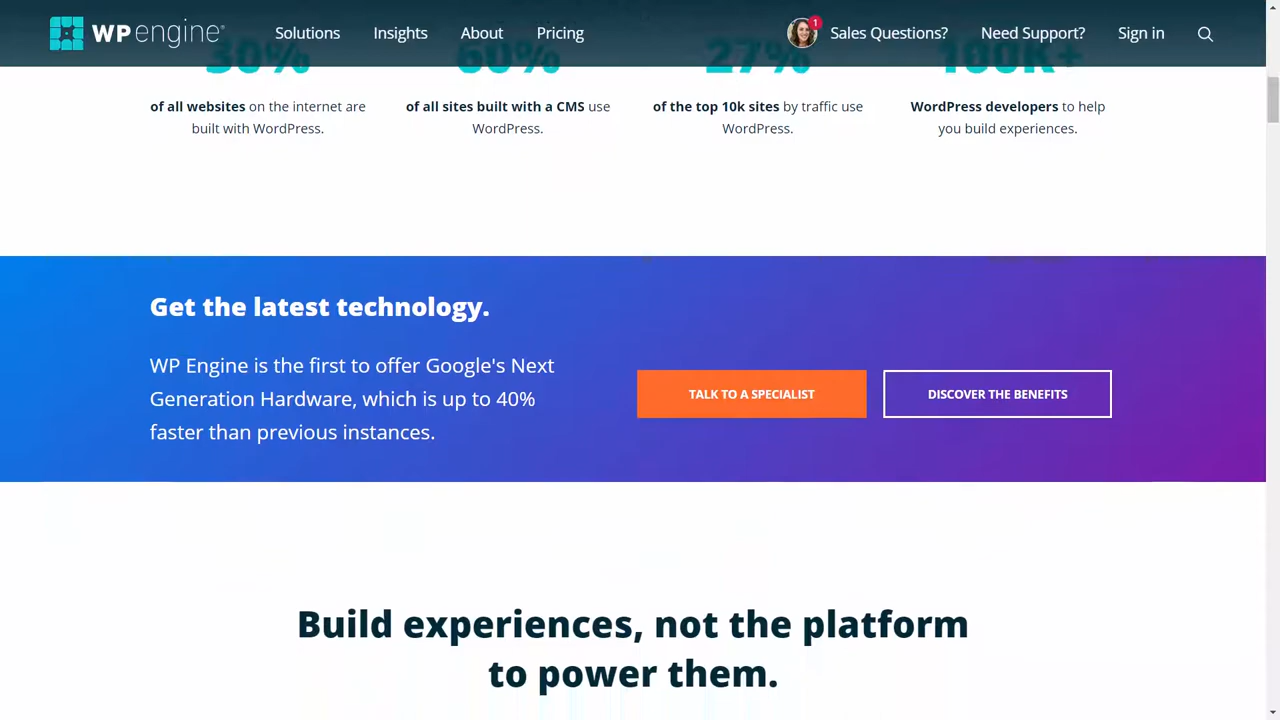 WP engine
Solutions
Insights
About
Pricing
1
Sales Questions?
Need Support?
Sign in
30%
60%
27%
180K+
of all websites on the internet are
built with WordPress.
of all sites built with a CMS use
WordPress.
of the top 10k sites by traffic use
WordPress.
WordPress developers to help
you build experiences.
Get the latest technology.
WP Engine is the first to offer Google's Next
Generation Hardware, which is up to 40%
faster than previous instances.
TALK TO A SPECIALIST
DISCOVER THE BENEFITS
Build experiences, not the platform
to power them.